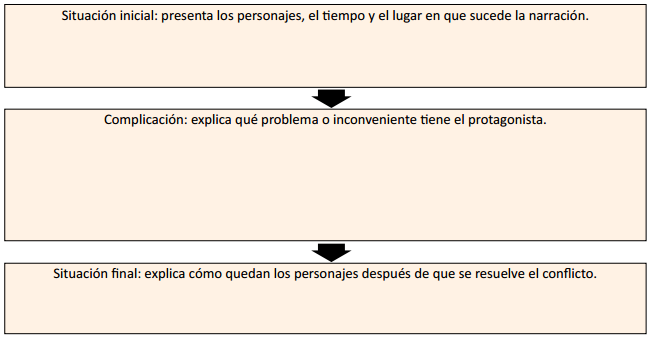 Situación inicial: presenta los personajes, el tiempo y el lugar en que sucede la narración.
Complicación: explica qué problema o inconveniente tiene el protagonista.
Situación final: explica cómo quedan los personajes después de que se resuelve el conflicto.